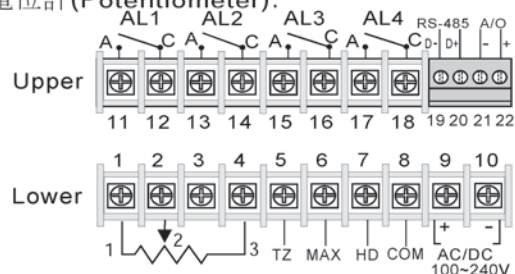 電位計(Potentiometer):
AL1 AL2 AL3 AL4 RS-485 A/O
A C A C A C A C D- D+ - +
Upper
11 12 13 14 15 16 17 18 19 20 21 22
1 2 3 4 5 6 7 8 9 10
Lower
+ -
1 2 3 TZ MAX HD COM AC/DC
100~240V